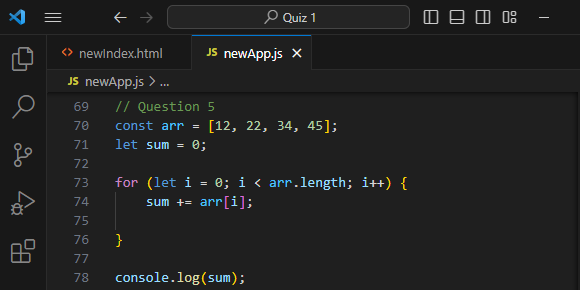 Quiz 1
newIndex.html
JS newApp.js
JS newApp.js > ...
69 // Question 5
70 const arr = [12, 22, 34, 45];
71 let sum = 0;
72
73 for (let i = 0; i < arr.length; i++) {
74     sum += arr[i];
75
76 }
77
78 console.log(sum);